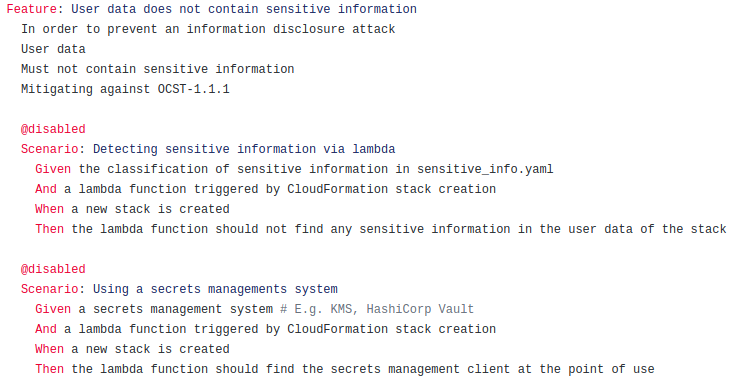 Feature: User data does not contain sensitive information
In order to prevent an information disclosure attack
User data
Must not contain sensitive information
Mitigating against OCST-1.1.1
@disabled
Scenario: Detecting sensitive information via lambda
Given the classification of sensitive information in sensitive_info.yaml
And a lambda function triggered by CloudFormation stack creation
When a new stack is created
Then the lambda function should not find any sensitive information in the user data of the stack
@disabled
Scenario: Using a secrets managements system
Given a secrets management system # E.g. KMS, HashiCorp Vault
And a lambda function triggered by CloudFormation stack creation
When a new stack is created
Then the lambda function should find the secrets management client at the point of use